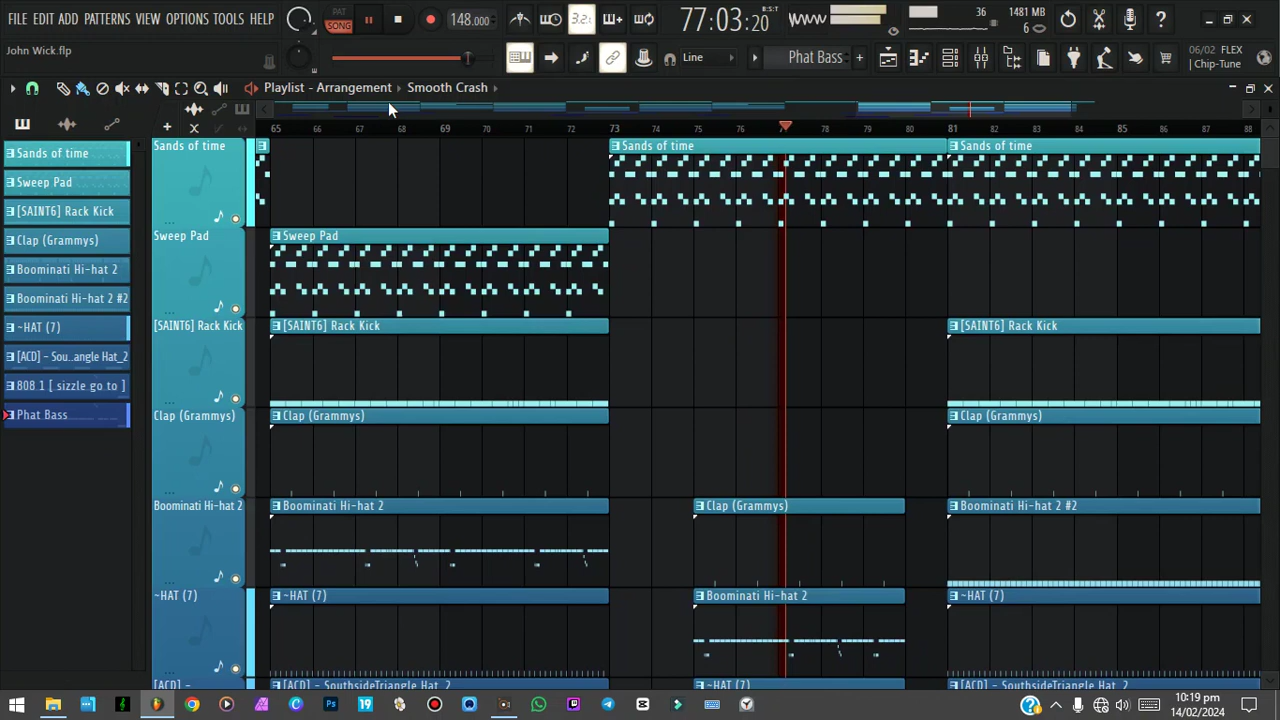 FILE EDIT ADD PATTERNS VIEW OPTIONS TOOLS
PAT
SONG
148.000
3.2
77:03:20
B:S:T
36
1481 MB
6
John Wick.flp
Line
Phat Bass
06/02: FLEX
Chip-Tune
Playlist - Arrangement › Smooth Crash ›
65 66 67 68 69 70 71 72 73 75 76 78 79 80 81 82 83 84 85 86 87 88
Sands of time
Sweep Pad
[SAINT6] Rack Kick
Clap (Grammys)
Boominati Hi-hat 2
Boominati Hi-hat 2 #2
~HAT (7)
[ACD] - Sou..angle Hat_2
808 1 [ sizzle go to ]
Phat Bass
Sands of time
Sands of time
Sands of time
Sweep Pad
Sweep Pad
[SAINT6] Rack Kick
[SAINT6] Rack Kick
[SAINT6] Rack Kick
Clap (Grammys)
Clap (Grammys)
Clap (Grammys)
Boominati Hi-hat 2
Boominati Hi-hat 2
Clap (Grammys)
Boominati Hi-hat 2 #2
~HAT (7)
~HAT (7)
Boominati Hi-hat 2
~HAT (7)
[ACD] -
[ACD] - SouthsideTriangle Hat_2
~HAT (7)
[ACD] - SouthsideTriangle Hat_2
19
Ps
10:19 pm
14/02/2024